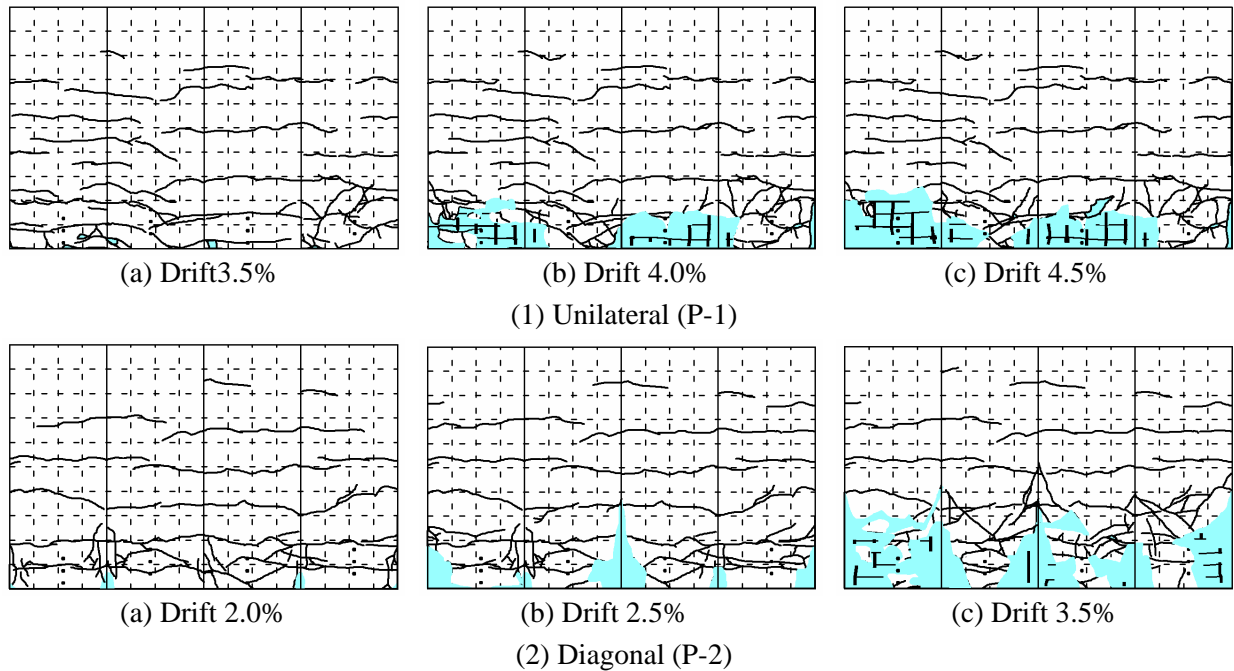 (a) Drift3.5%
(b) Drift 4.0%
(c) Drift 4.5%
(1) Unilateral (P-1)
(a) Drift 2.0%
(b) Drift 2.5%
(c) Drift 3.5%
(2) Diagonal (P-2)